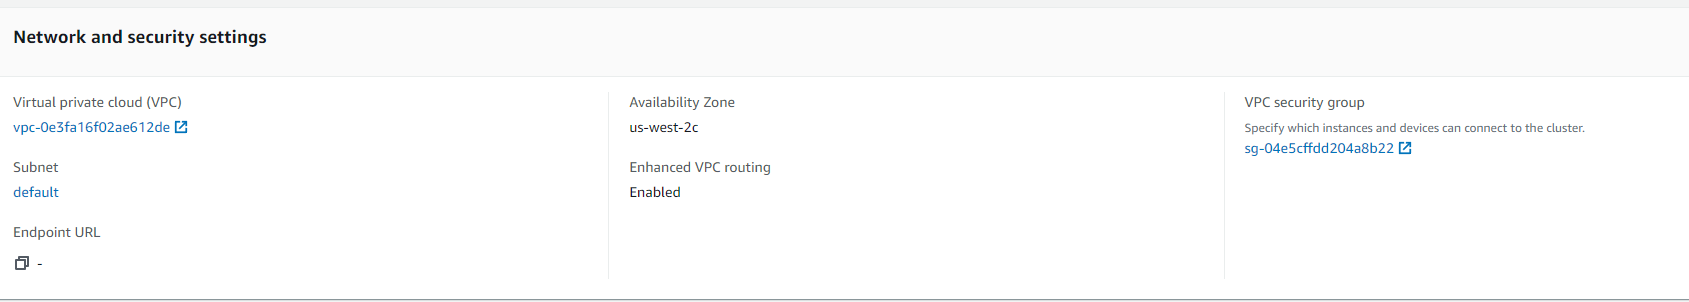 Network and security settings
Virtual private cloud (VPC)
vpc-0e3fa16f02ae612de
Subnet
default
Endpoint URL
-
Availability Zone
us-west-2c
Enhanced VPC routing
Enabled
VPC security group
Specify which instances and devices can connect to the cluster.
sg-04e5cffdd204a8b22